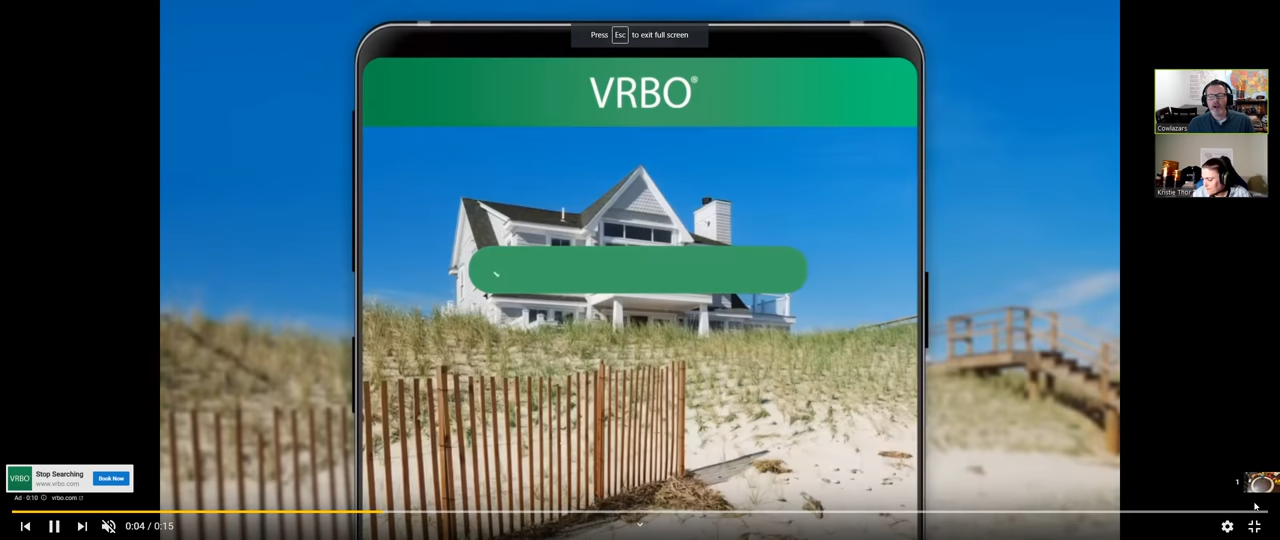 Press Esc to exit full screen
VRBO®
Cowlazars
Kristie Thor
VRBO
Stop Searching
www.vrbo.com
Book Now
Ad · 0:10 vrbo.com
1
0:04 / 0:15